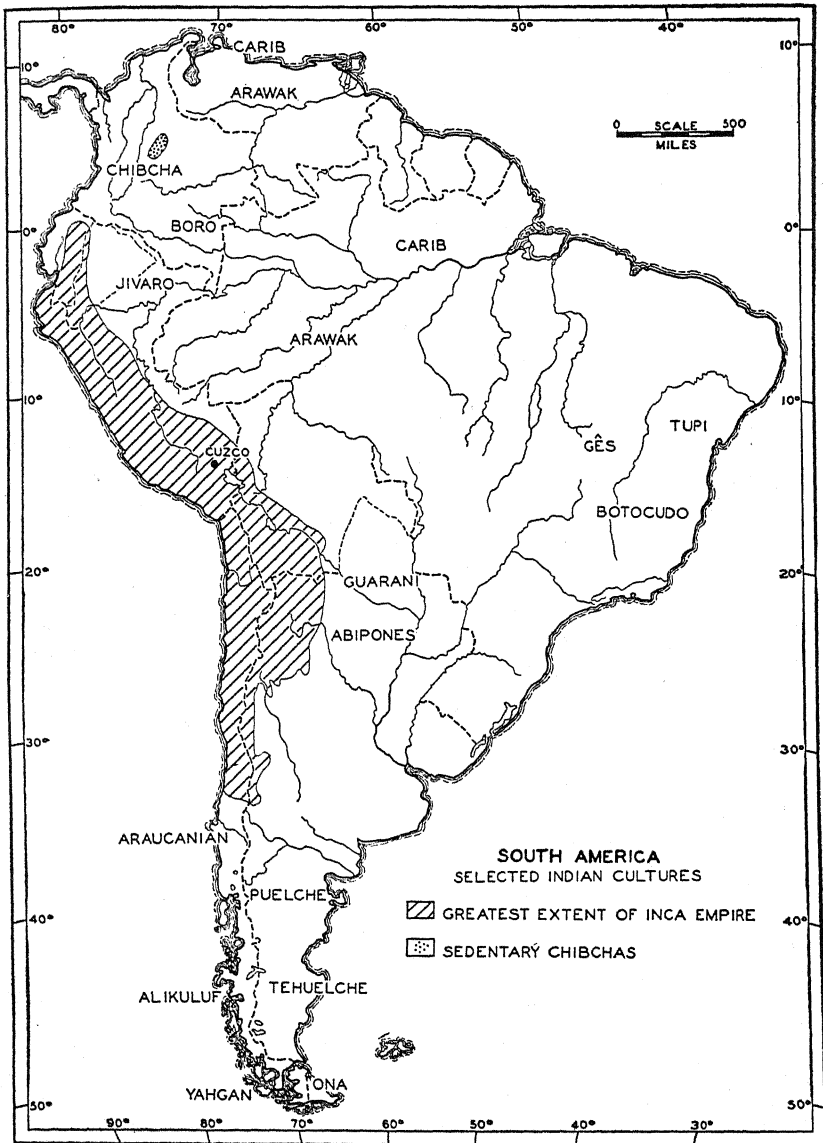 80° 70° 60° 50° 40°
CARIB
10° 10°
ARAWAK
0 SCALE 500
MILES
CHIBCHA
BORO
0° CARIB 0°
JIVARO
ARAWAK
10° 10°
TUPI
GÊS
CUZCO
BOTOCUDO
20° GUARANI 20°
ABIPONES
30° 30°
ARAUCANIAN
SOUTH AMERICA
SELECTED INDIAN CULTURES
PUELCHE
GREATEST EXTENT OF INCA EMPIRE
40° 40°
SEDENTARY CHIBCHAS
TEHUELCHE
ALIKULUF
ONA
YAHGAN
50° 50°
90° 80° 70° 60° 50° 40° 30°